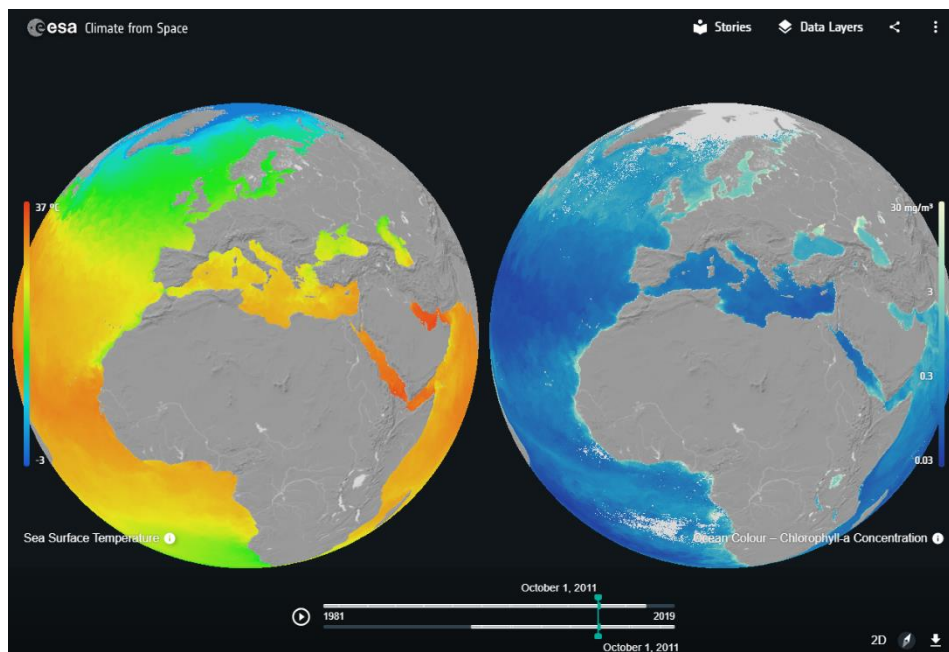 esa Climate from Space
Stories
Data Layers
37 ºC
-3
30 mg/m³
3
0.3
0.03
Sea Surface Temperature
Ocean Colour – Chlorophyll-a Concentration
October 1, 2011
1981
2019
October 1, 2011
2D